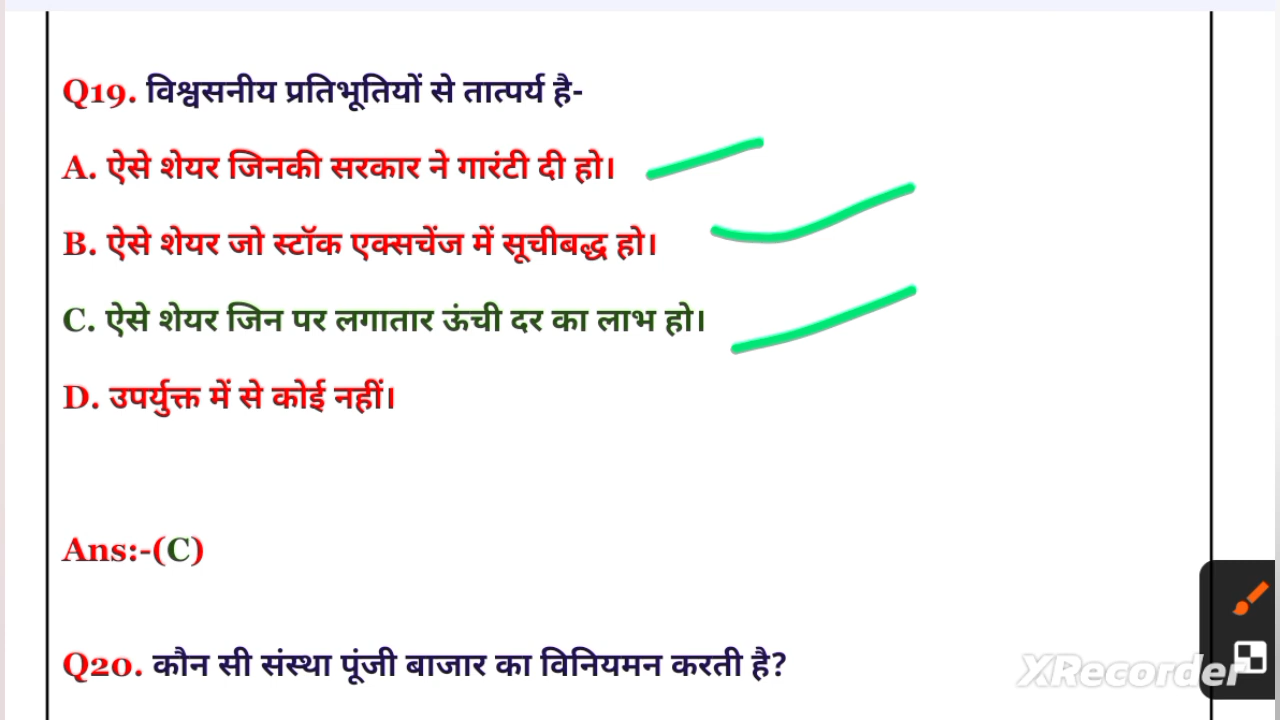 Q19. विश्वसनीय प्रतिभूतियों से तात्पर्य है-
A. ऐसे शेयर जिनकी सरकार ने गारंटी दी हो।
B. ऐसे शेयर जो स्टॉक एक्सचेंज में सूचीबद्ध हो।
C. ऐसे शेयर जिन पर लगातार ऊंची दर का लाभ हो।
D. उपर्युक्त में से कोई नहीं।
Ans:-(C)
Q20. कौन सी संस्था पूंजी बाजार का विनियमन करती है?
XRecorder